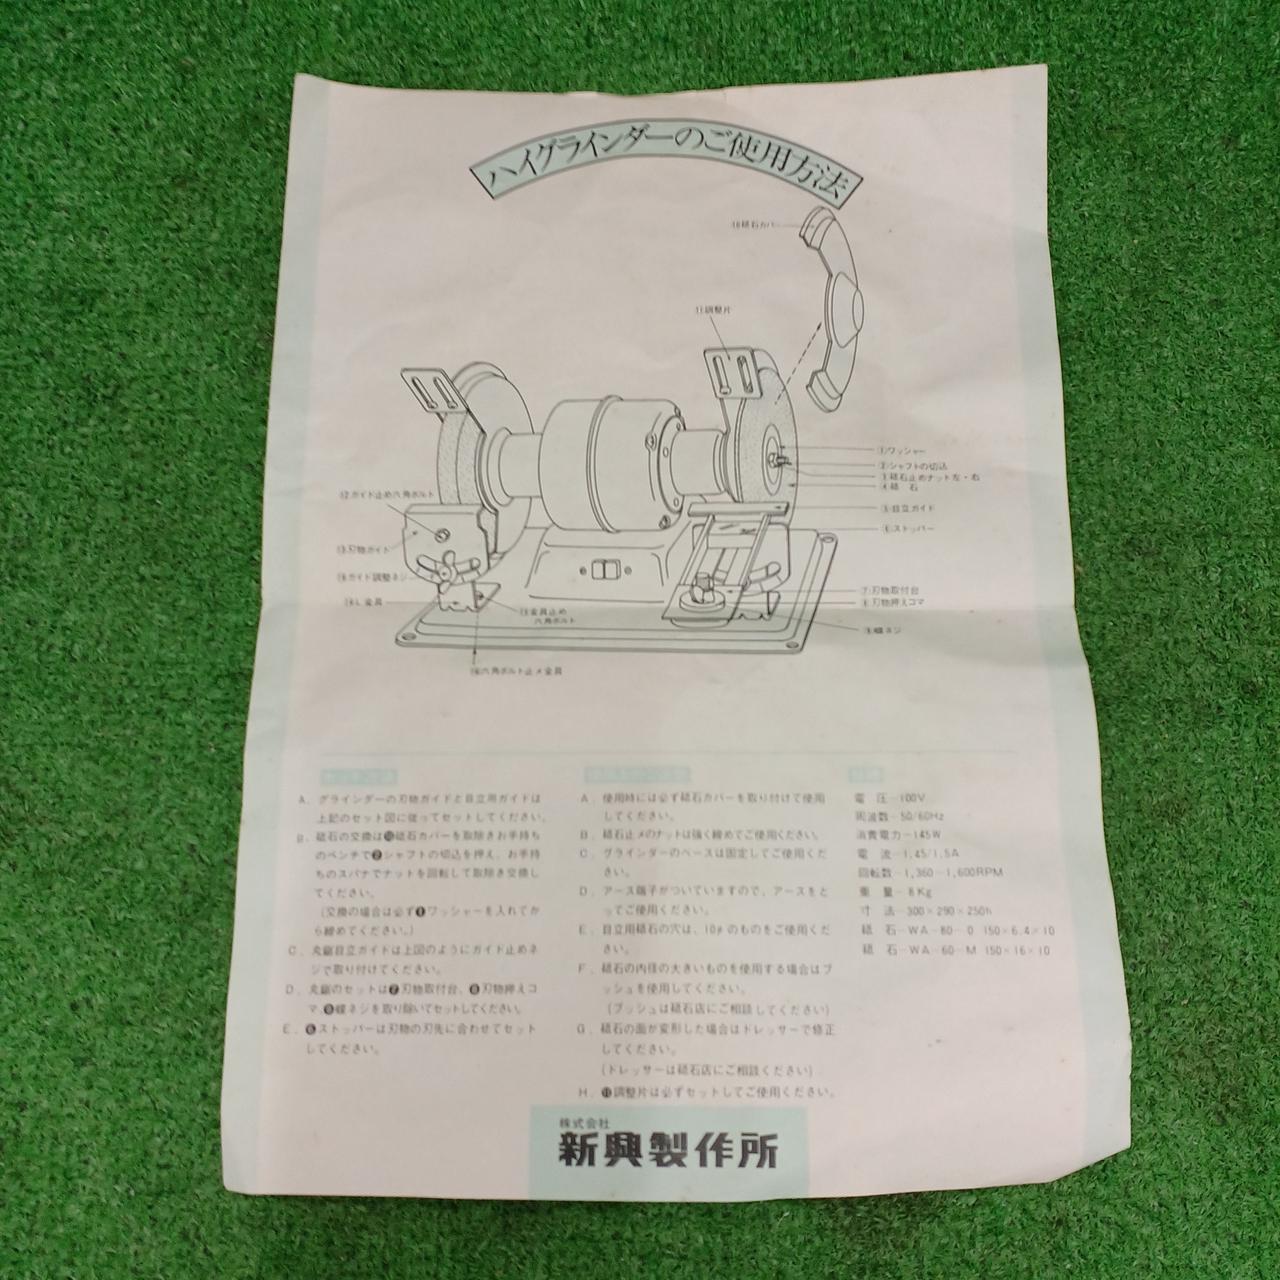 ハイグラインダーのご使用方法
⑩砥石カバー
⑪調整片
①ワッシャー
②シャフトの切込
③砥石止めナット左・右
④砥 石
⑤目立ガイド
⑥ストッパー
⑦刃物取付台
⑧刃物押えコマ
⑨蝶ネジ
⑫ガイド止め六角ボルト
⑬刃物ガイド
ガイド調整ネジ
L金具
⑮金具止め
六角ボルト
⑯六角ボルト止メ金具
A. グラインダーの刃物ガイドと目立用ガイドは
上記のセット図に従ってセットしてください。
B. 砥石の交換は❿砥石カバーを取除きお手持ち
のペンチで❷シャフトの切込を押え、お手持
ちのスパナでナットを回転して取除き交換し
てください。
(交換の場合は必ず❶ワッシャーを入れてか
ら締めてください。)
C. 丸鋸目立ガイドは上図のようにガイド止めネ
ジで取り付けてください。
D. 丸鋸のセットは❼刃物取付台、❽刃物押えコ
マ、❾蝶ネジを取り除いてセットしてください。
E. ❻ストッパーは刃物の刃先に合わせてセット
してください。
A. 使用時には必ず砥石カバーを取り付けて使用
してください。
B. 砥石止メのナットは強く締めてご使用ください。
C. グラインダーのベースは固定してご使用くだ
さい。
D. アース端子がついていますので、アースをと
ってご使用ください。
E. 目立用砥石の穴は、10φのものをご使用くだ
さい。
F. 砥石の内径の大きいものを使用する場合はブ
ッシュを使用してください。
(ブッシュは砥石店にご相談してください)
G. 砥石の面が変形した場合はドレッサーで修正
してください。
(ドレッサーは砥石店にご相談ください)
H. ⓫調整片は必ずセットしてご使用ください。
電 圧—100V
周波数—50/60Hz
消費電力—145W
電 流—1.45/1.5A
回転数—1,360—1,600RPM
重 量—8Kg
寸 法—300×290×250h
砥 石—WA—80—O 150×6.4×10
砥 石—WA—60—M 150×16×10
株式会社
新興製作所